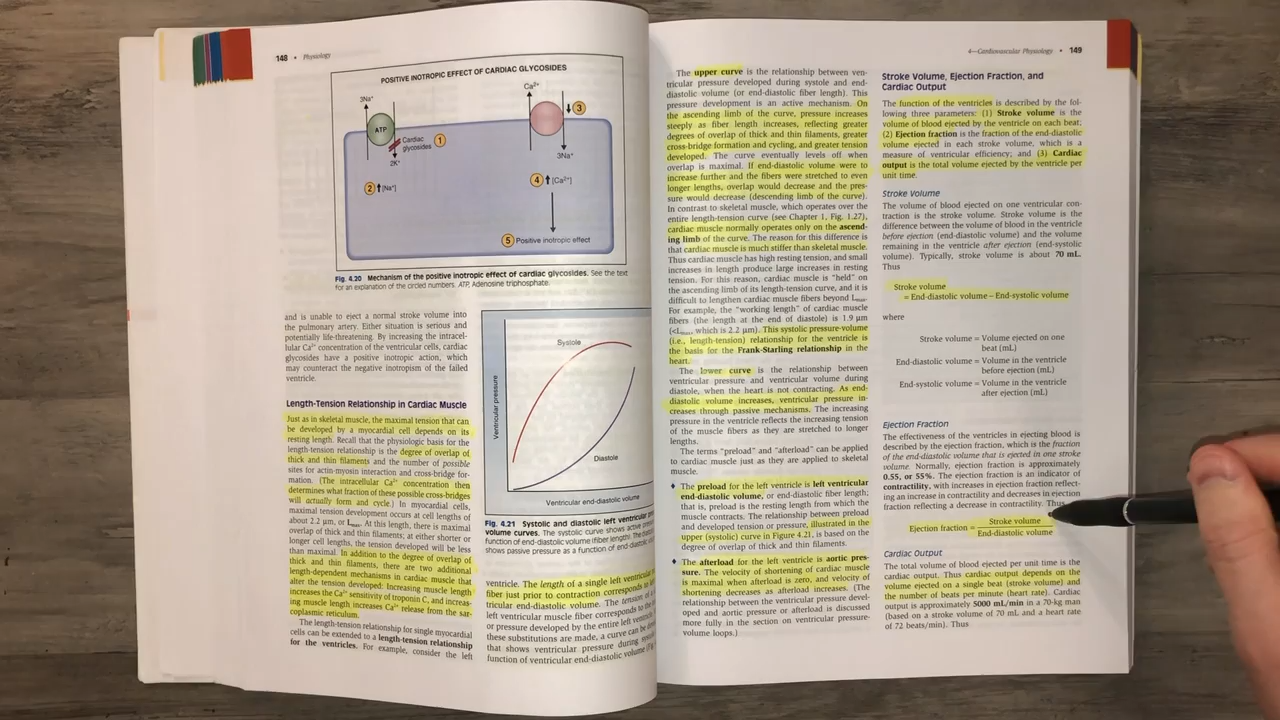 148 • Physiology
POSITIVE INOTROPIC EFFECT OF CARDIAC GLYCOSIDES
3Na⁺
ATP
Cardiac
glycosides
1
2K⁺
2 ↑ [Na⁺]
Ca²⁺
↓ 3
3Na⁺
4 ↑ [Ca²⁺]
5 Positive inotropic effect
Fig. 4.20 Mechanism of the positive inotropic effect of cardiac glycosides. See the text
for an explanation of the circled numbers. ATP, Adenosine triphosphate.
and is unable to eject a normal stroke volume into
the pulmonary artery. Either situation is serious and
potentially life-threatening. By increasing the intracel-
lular Ca²⁺ concentration of the ventricular cells, cardiac
glycosides have a positive inotropic action, which
may counteract the negative inotropism of the failed
ventricle.
Length-Tension Relationship in Cardiac Muscle
Just as in skeletal muscle, the maximal tension that can
be developed by a myocardial cell depends on its
resting length. Recall that the physiologic basis for the
length-tension relationship is the degree of overlap of
thick and thin filaments and the number of possible
sites for actin-myosin interaction and cross-bridge for-
mation. (The intracellular Ca²⁺ concentration then
determines what fraction of these possible cross-bridges
will actually form and cycle.) In myocardial cells,
maximal tension development occurs at cell lengths of
about 2.2 μm, or Lmax. At this length, there is maximal
overlap of thick and thin filaments; at either shorter or
longer cell lengths, the tension developed will be less
than maximal. In addition to the degree of overlap of
thick and thin filaments, there are two additional
length-dependent mechanisms in cardiac muscle that
alter the tension developed: Increasing muscle length
increases the Ca²⁺ sensitivity of troponin C, and increas-
ing muscle length increases Ca²⁺ release from the sar-
coplasmic reticulum.
The length-tension relationship for single myocardial
cells can be extended to a length-tension relationship
for the ventricles. For example, consider the left
Ventricular pressure
Systole
Diastole
Ventricular end-diastolic volume
Fig. 4.21 Systolic and diastolic left ventricular
volume curves. The systolic curve shows active
function of end-diastolic volume (fiber length). The
shows passive pressure as a function of end-diastolic
ventricle. The length of a single left ventricular
fiber just prior to contraction corresponds to
tricular end-diastolic volume. The tension of a
left ventricular muscle fiber corresponds to the
or pressure developed by the entire left
these substitutions are made, a curve can be
that shows ventricular pressure during
function of ventricular end-diastolic volume
4—Cardiovascular Physiology • 149
The upper curve is the relationship between ven-
tricular pressure developed during systole and end-
diastolic volume (or end-diastolic fiber length). This
pressure development is an active mechanism. On
the ascending limb of the curve, pressure increases
steeply as fiber length increases, reflecting greater
degrees of overlap of thick and thin filaments, greater
cross-bridge formation and cycling, and greater tension
developed. The curve eventually levels off when
overlap is maximal. If end-diastolic volume were to
increase further and the fibers were stretched to even
longer lengths, overlap would decrease and the pres-
sure would decrease (descending limb of the curve).
In contrast to skeletal muscle, which operates over the
entire length-tension curve (see Chapter 1, Fig. 1.27),
cardiac muscle normally operates only on the ascend-
ing limb of the curve. The reason for this difference is
that cardiac muscle is much stiffer than skeletal muscle.
Thus cardiac muscle has high resting tension, and small
increases in length produce large increases in resting
tension. For this reason, cardiac muscle is “held” on
the ascending limb of its length-tension curve, and it is
difficult to lengthen cardiac muscle fibers beyond Lmax.
For example, the “working length” of cardiac muscle
fibers (the length at the end of diastole) is 1.9 μm
(<Lmax, which is 2.2 μm). This systolic pressure-volume
(i.e., length-tension) relationship for the ventricle is
the basis for the Frank-Starling relationship in the
heart.
The lower curve is the relationship between
ventricular pressure and ventricular volume during
diastole, when the heart is not contracting. As end-
diastolic volume increases, ventricular pressure in-
creases through passive mechanisms. The increasing
pressure in the ventricle reflects the increasing tension
of the muscle fibers as they are stretched to longer
lengths.
The terms “preload” and “afterload” can be applied
to cardiac muscle just as they are applied to skeletal
muscle.
♦ The preload for the left ventricle is left ventricular
end-diastolic volume, or end-diastolic fiber length;
that is, preload is the resting length from which the
muscle contracts. The relationship between preload
and developed tension or pressure, illustrated in the
upper (systolic) curve in Figure 4.21, is based on the
degree of overlap of thick and thin filaments.
♦ The afterload for the left ventricle is aortic pres-
sure. The velocity of shortening of cardiac muscle
is maximal when afterload is zero, and velocity of
shortening decreases as afterload increases. (The
relationship between the ventricular pressure devel-
oped and aortic pressure or afterload is discussed
more fully in the section on ventricular pressure-
volume loops.)
Stroke Volume, Ejection Fraction, and
Cardiac Output
The function of the ventricles is described by the fol-
lowing three parameters: (1) Stroke volume is the
volume of blood ejected by the ventricle on each beat;
(2) Ejection fraction is the fraction of the end-diastolic
volume ejected in each stroke volume, which is a
measure of ventricular efficiency; and (3) Cardiac
output is the total volume ejected by the ventricle per
unit time.
Stroke Volume
The volume of blood ejected on one ventricular con-
traction is the stroke volume. Stroke volume is the
difference between the volume of blood in the ventricle
before ejection (end-diastolic volume) and the volume
remaining in the ventricle after ejection (end-systolic
volume). Typically, stroke volume is about 70 mL.
Thus
Stroke volume
= End-diastolic volume − End-systolic volume
where
Stroke volume = Volume ejected on one
beat (mL)
End-diastolic volume = Volume in the ventricle
before ejection (mL)
End-systolic volume = Volume in the ventricle
after ejection (mL)
Ejection Fraction
The effectiveness of the ventricles in ejecting blood is
described by the ejection fraction, which is the fraction
of the end-diastolic volume that is ejected in one stroke
volume. Normally, ejection fraction is approximately
0.55, or 55%. The ejection fraction is an indicator of
contractility, with increases in ejection fraction reflect-
ing an increase in contractility and decreases in ejection
fraction reflecting a decrease in contractility. Thus
Ejection fraction = Stroke volume
End-diastolic volume
Cardiac Output
The total volume of blood ejected per unit time is the
cardiac output. Thus cardiac output depends on the
volume ejected on a single beat (stroke volume) and
the number of beats per minute (heart rate). Cardiac
output is approximately 5000 mL/min in a 70-kg man
(based on a stroke volume of 70 mL and a heart rate
of 72 beats/min). Thus